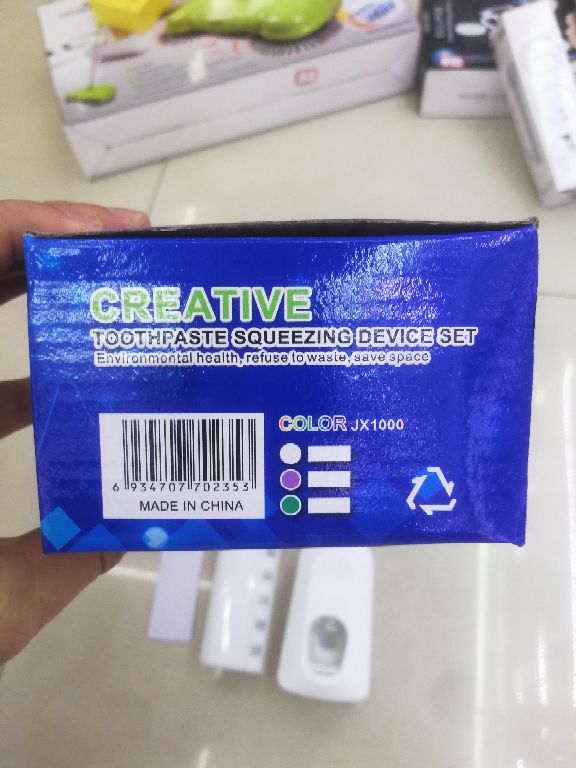 CREATIVE
TOOTHPASTE SQUEEZING DEVICE SET
Environmental health, refuse to waste, save space
COLOR JX1000
6 934707 702353
MADE IN CHINA